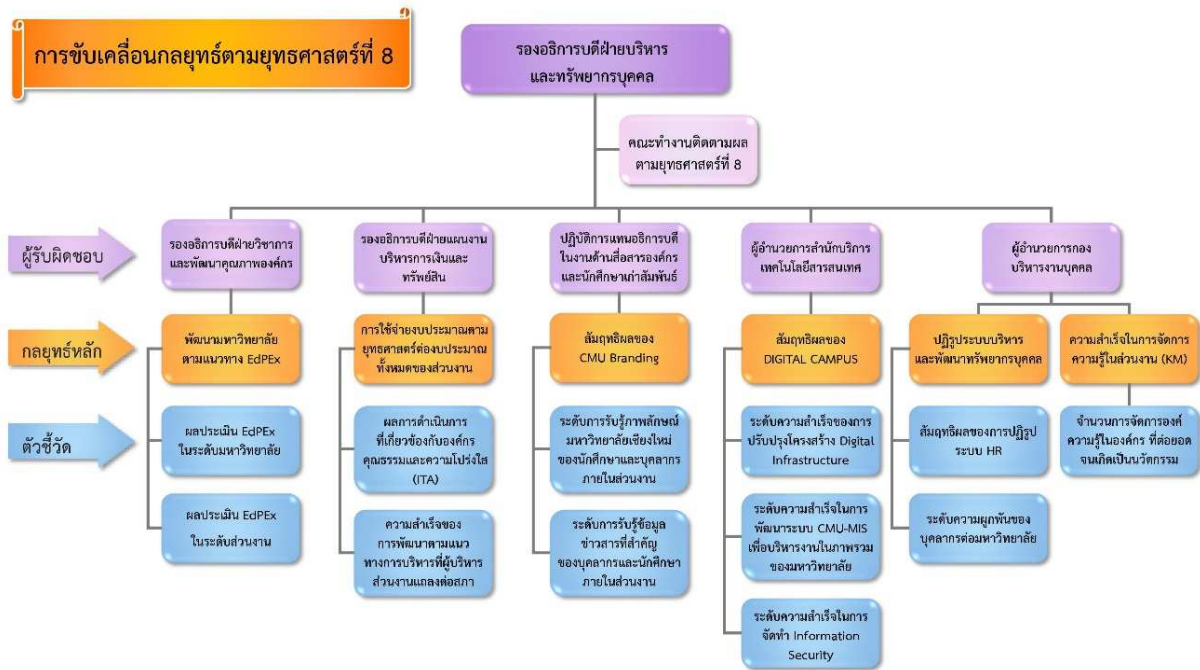 การขับเคลื่อนกลยุทธ์ตามยุทธศาสตร์ที่ 8
รองอธิการบดีฝ่ายบริหาร
และทรัพยากรบุคคล
คณะทำงานติดตามผล
ตามยุทธศาสตร์ที่ 8
ผู้รับผิดชอบ
รองอธิการบดีฝ่ายวิชาการ
และพัฒนาคุณภาพองค์กร
รองอธิการบดีฝ่ายแผนงาน
บริหารการเงินและ
ทรัพย์สิน
ปฏิบัติการแทนอธิการบดี
ในงานด้านสื่อสารองค์กร
และนักศึกษาเก่าสัมพันธ์
ผู้อำนวยการสำนักบริการ
เทคโนโลยีสารสนเทศ
ผู้อำนวยการกอง
บริหารงานบุคคล
กลยุทธ์หลัก
พัฒนามหาวิทยาลัย
ตามแนวทาง EdPEx
การใช้จ่ายงบประมาณตาม
ยุทธศาสตร์ต่องบประมาณ
ทั้งหมดของส่วนงาน
สัมฤทธิผลของ
CMU Branding
สัมฤทธิผลของ
DIGITAL CAMPUS
ปฏิรูประบบบริหาร
และพัฒนาทรัพยากรบุคคล
ความสำเร็จในการจัดการ
ความรู้ในส่วนงาน (KM)
ตัวชี้วัด
ผลประเมิน EdPEx
ในระดับมหาวิทยาลัย
ผลการดำเนินการ
ที่เกี่ยวข้องกับองค์กร
คุณธรรมและความโปร่งใส
(ITA)
ระดับการรับรู้ภาพลักษณ์
มหาวิทยาลัยเชียงใหม่
ของนักศึกษาและบุคลากร
ภายในส่วนงาน
ระดับความสำเร็จของการ
ปรับปรุงโครงสร้าง Digital
Infrastructure
สัมฤทธิผลของการปฏิรูป
ระบบ HR
จำนวนการจัดการองค์
ความรู้ในองค์กร ที่ต่อยอด
จนเกิดเป็นนวัตกรรม
ผลประเมิน EdPEx
ในระดับส่วนงาน
ความสำเร็จของ
การพัฒนาตามแนว
ทางการบริหารที่ผู้บริหาร
ส่วนงานแถลงต่อสภา
ระดับการรับรู้ข้อมูล
ข่าวสารที่สำคัญ
ของบุคลากรและนักศึกษา
ภายในส่วนงาน
ระดับความสำเร็จในการ
พัฒนาระบบ CMU-MIS
เพื่อบริหารงานในภาพรวม
ของมหาวิทยาลัย
ระดับความผูกพันของ
บุคลากรต่อมหาวิทยาลัย
ระดับความสำเร็จในการ
จัดทำ Information
Security